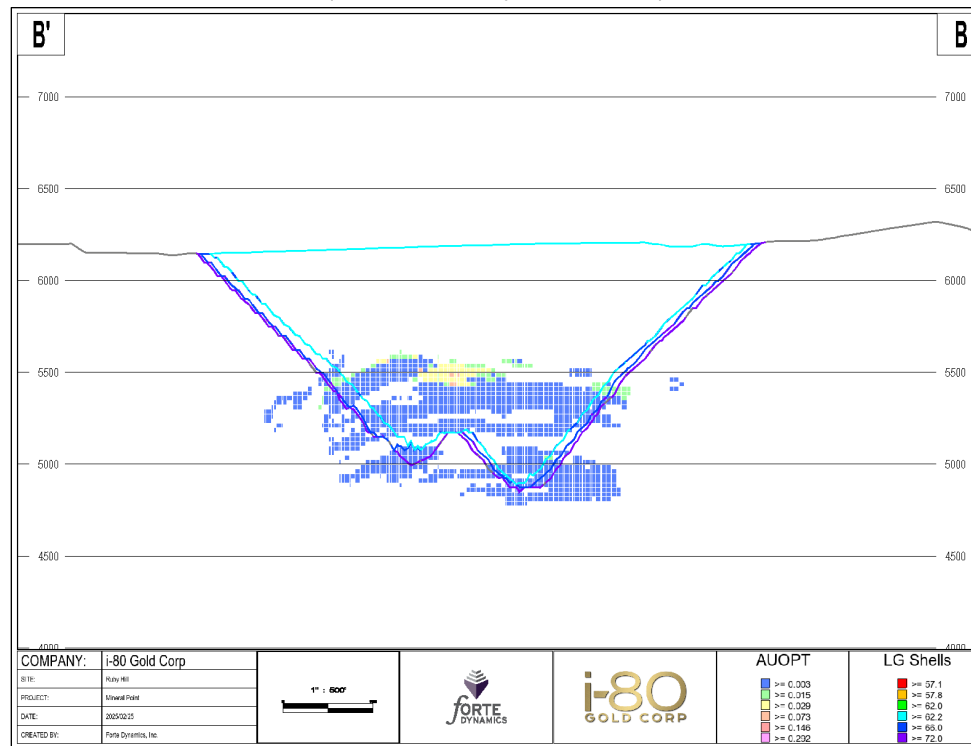 B' B
7000 7000
6500 6500
6000 6000
5500 5500
5000 5000
4500 4500
4000 4000
COMPANY: i-80 Gold Corp
SITE: Ruby Hill
PROJECT: Mineral Point
DATE: 2025/02/25
CREATED BY: Forte Dynamics, Inc.
1" : 500'
FORTE
DYNAMICS
i-80
GOLD CORP
AUOPT
>= 0.003
>= 0.015
>= 0.029
>= 0.073
>= 0.146
>= 0.292
LG Shells
>= 57.1
>= 57.8
>= 62.0
>= 62.2
>= 65.0
>= 72.0